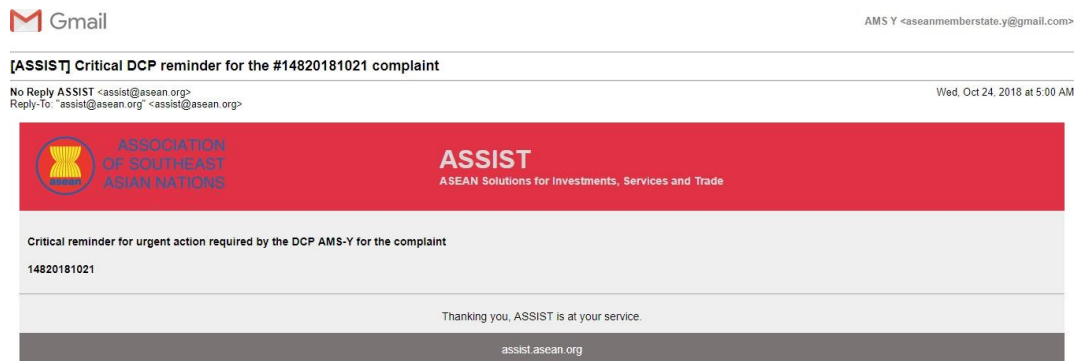 Gmail
AMS Y <aseanmemberstate.y@gmail.com>
[ASSIST] Critical DCP reminder for the #14820181021 complaint
No Reply ASSIST <assist@asean.org>
Wed, Oct 24, 2018 at 5:00 AM
Reply-To: "assist@asean.org" <assist@asean.org>
asean
ASSOCIATION
OF SOUTHEAST
ASIAN NATIONS
ASSIST
ASEAN Solutions for Investments, Services and Trade
Critical reminder for urgent action required by the DCP AMS-Y for the complaint
14820181021
Thanking you, ASSIST is at your service.
assist.asean.org